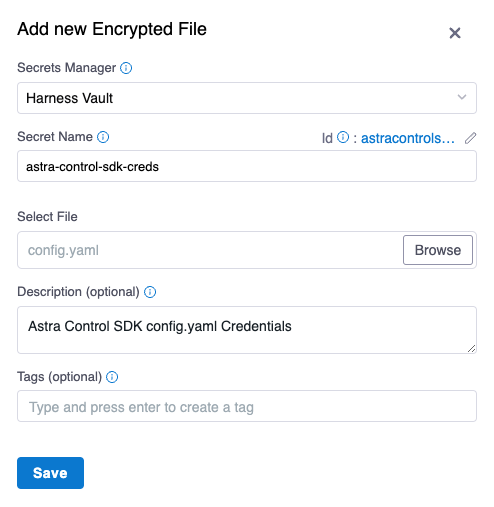 Add new Encrypted File
Secrets Manager
Harness Vault
Secret Name
Id : astracontrols...
astra-control-sdk-creds
Select File
config.yaml
Browse
Description (optional)
Astra Control SDK config.yaml Credentials
Tags (optional)
Type and press enter to create a tag
Save